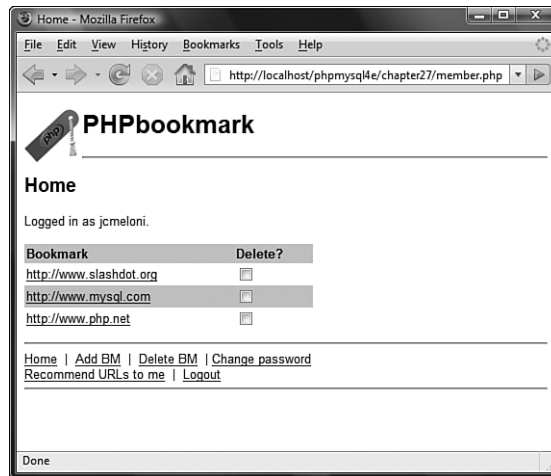 Home - Mozilla Firefox
File Edit View History Bookmarks Tools Help
http://localhost/phpmysql4e/chapter27/member.php
php
PHPbookmark
Home
Logged in as jcmeloni.
Bookmark Delete?
http://www.slashdot.org
http://www.mysql.com
http://www.php.net
Home | Add BM | Delete BM | Change password
Recommend URLs to me | Logout
Done